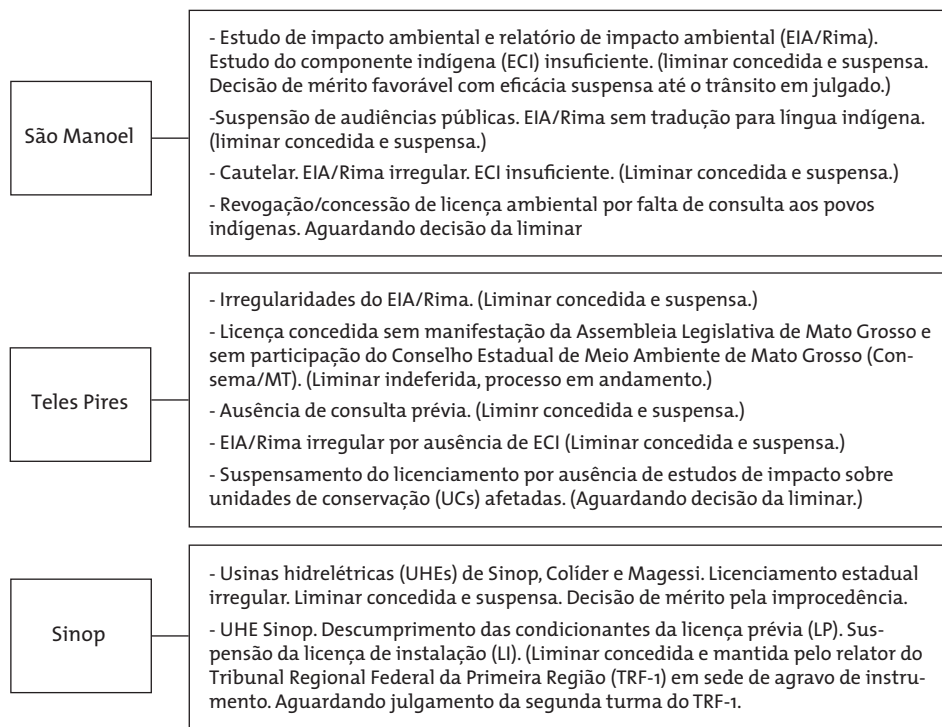 São Manoel
- Estudo de impacto ambiental e relatório de impacto ambiental (EIA/Rima).
Estudo do componente indígena (ECI) insuficiente. (liminar concedida e suspensa.
Decisão de mérito favorável com eficácia suspensa até o trânsito em julgado.)
-Suspensão de audiências públicas. EIA/Rima sem tradução para língua indígena.
(liminar concedida e suspensa.)
- Cautelar. EIA/Rima irregular. ECI insuficiente. (Liminar concedida e suspensa.)
- Revogação/concessão de licença ambiental por falta de consulta aos povos
indígenas. Aguardando decisão da liminar
Teles Pires
- Irregularidades do EIA/Rima. (Liminar concedida e suspensa.)
- Licença concedida sem manifestação da Assembleia Legislativa de Mato Grosso e
sem participação do Conselho Estadual de Meio Ambiente de Mato Grosso (Con-
sema/MT). (Liminar indeferida, processo em andamento.)
- Ausência de consulta prévia. (Liminr concedida e suspensa.)
- EIA/Rima irregular por ausência de ECI (Liminar concedida e suspensa.)
- Suspensamento do licenciamento por ausência de estudos de impacto sobre
unidades de conservação (UCs) afetadas. (Aguardando decisão da liminar.)
Sinop
- Usinas hidrelétricas (UHEs) de Sinop, Colíder e Magessi. Licenciamento estadual
irregular. Liminar concedida e suspensa. Decisão de mérito pela improcedência.
- UHE Sinop. Descumprimento das condicionantes da licença prévia (LP). Sus-
pensão da licença de instalação (LI). (Liminar concedida e mantida pelo relator do
Tribunal Regional Federal da Primeira Região (TRF-1) em sede de agravo de instru-
mento. Aguardando julgamento da segunda turma do TRF-1.